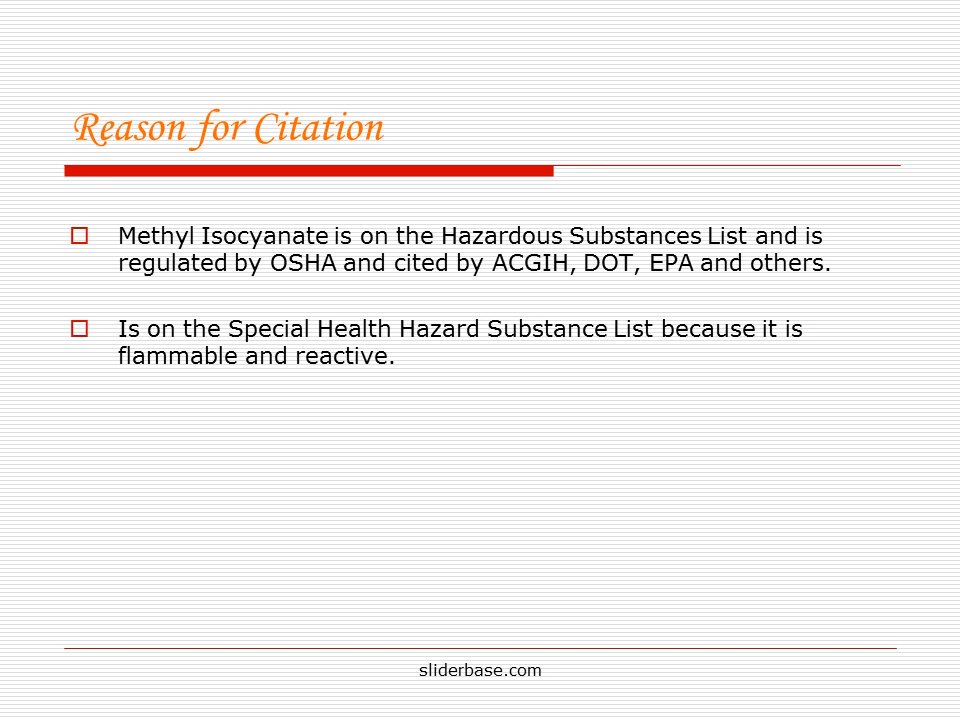 Reason for Citation
Methyl Isocyanate is on the Hazardous Substances List and is
regulated by OSHA and cited by ACGIH, DOT, EPA and others.
Is on the Special Health Hazard Substance List because it is
flammable and reactive.
sliderbase.com